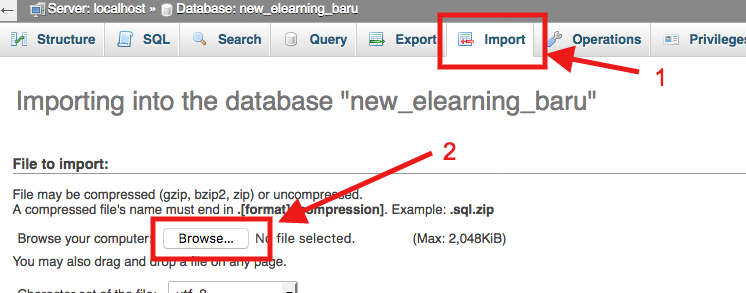 ← Server: localhost » Database: new_elearning_baru
Structure SQL Search Query Export Import Operations Privileges
1
Importing into the database "new_elearning_baru"
2
File to import:
File may be compressed (gzip, bzip2, zip) or uncompressed.
A compressed file's name must end in .[format].[compression]. Example: .sql.zip
Browse your computer: Browse... No file selected. (Max: 2,048KiB)
You may also drag and drop a file on any page.
Character set of the file: utf-8